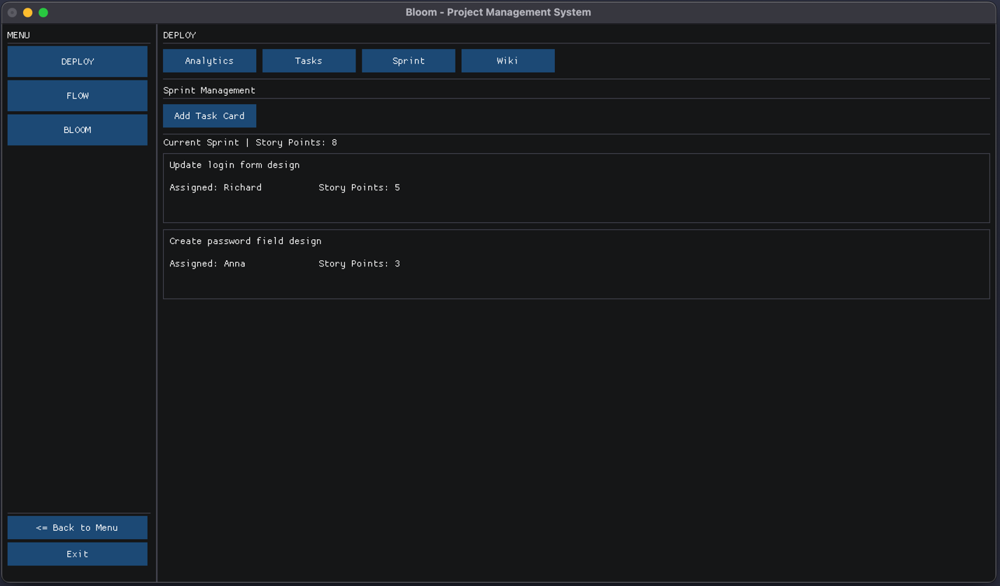 Bloom - Project Management System
MENU
DEPLOY
FLOW
BLOOM
<= Back to Menu
Exit
DEPLOY
Analytics Tasks Sprint Wiki
Sprint Management
Add Task Card
Current Sprint | Story Points: 8
Update login form design
Assigned: Richard Story Points: 5
Create password field design
Assigned: Anna Story Points: 3